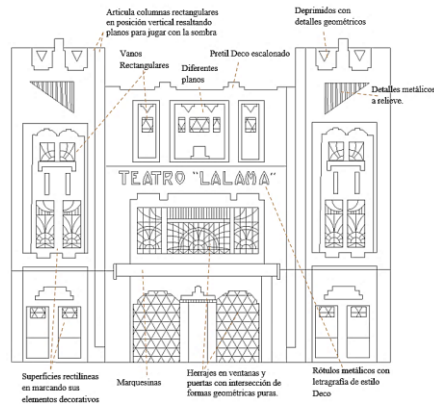 Articula columnas rectangulares
en posición vertical resaltando
planos para jugar con la sombra
Deprimidos con
detalles geométricos
Vanos
Rectangulares
Pretil Deco escalonado
Diferentes
planos
Detalles metálicos
a relieve.
TEATRO "LALAMA"
Superficies rectilíneas
en marcando sus
elementos decorativos
Marquesinas
Herrajes en ventanas y
puertas con intersección de
formas geométricas puras.
Rótulos metálicos con
letragrafía de estilo
Deco